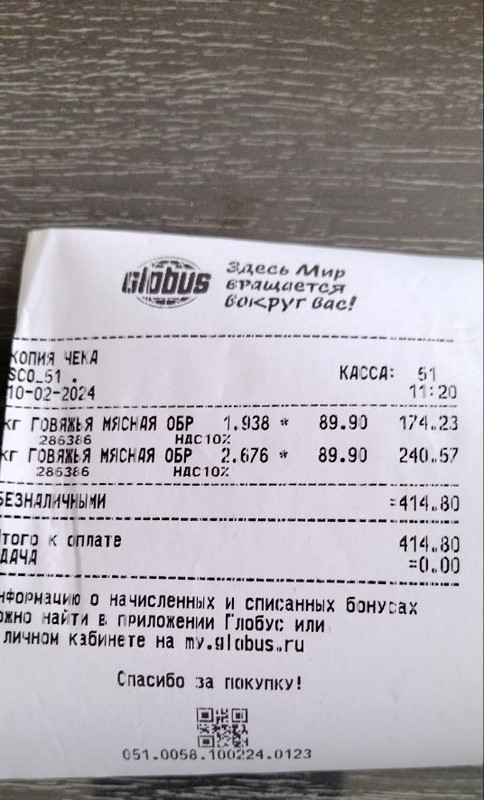 Globus
Здесь Мир
вращается
вокруг вас!
КОПИЯ ЧЕКА
SCO_51 .
КАССА: 51
10-02-2024 11:20
кг ГОВЯЖЬЯ МЯСНАЯ ОБР 1.938 * 89.90 174.23
286386 НДС10%
кг ГОВЯЖЬЯ МЯСНАЯ ОБР 2.676 * 89.90 240.57
286386 НДС10%
БЕЗНАЛИЧНЫМИ =414.80
Итого к оплате 414.80
СДАЧА =0.00
нформацию о начисленных и списанных бонусах
ожно найти в приложении Глобус или
личном кабинете на my.globus.ru
Спасибо за покупку!
051.0058.100224.0123